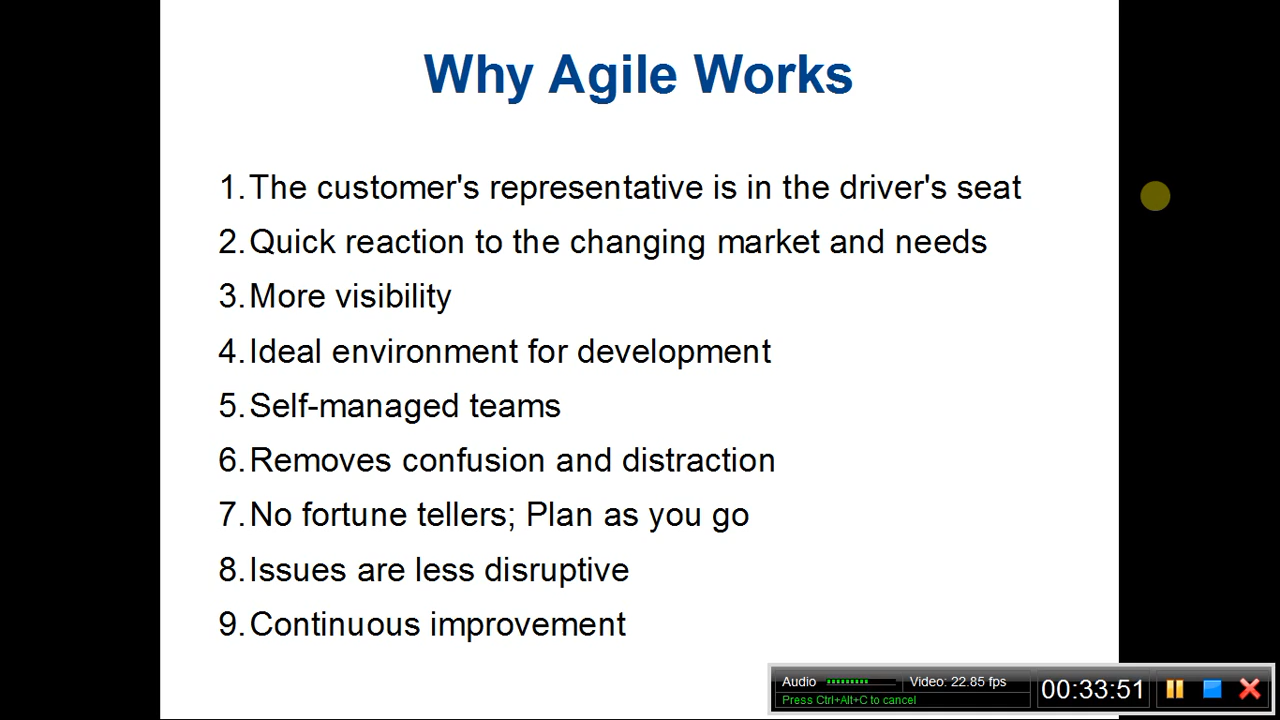 Why Agile Works
1.The customer's representative is in the driver's seat
2.Quick reaction to the changing market and needs
3.More visibility
4.Ideal environment for development
5.Self-managed teams
6.Removes confusion and distraction
7.No fortune tellers; Plan as you go
8.Issues are less disruptive
9.Continuous improvement
Audio Video: 22.85 fps
Press Ctrl+Alt+C to cancel
00:33:51